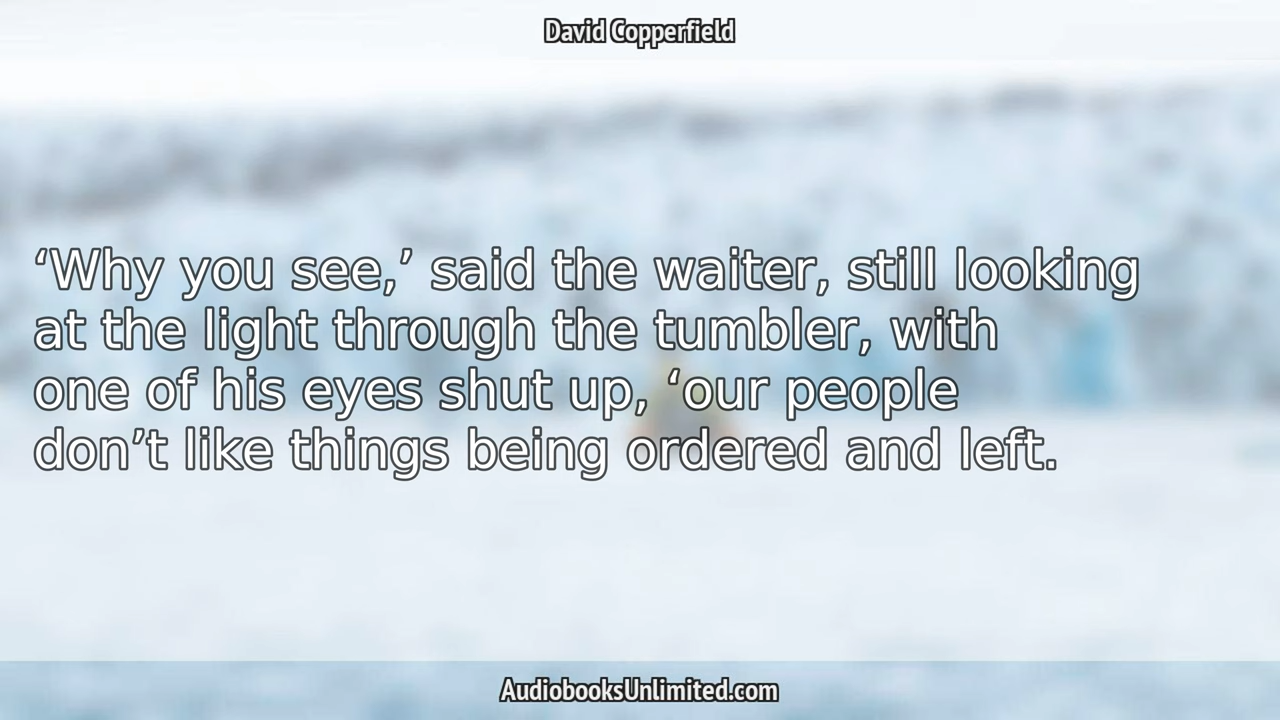 David Copperfield
‘Why you see,’ said the waiter, still looking
at the light through the tumbler, with
one of his eyes shut up, ‘our people
don’t like things being ordered and left.
AudiobooksUnlimited.com